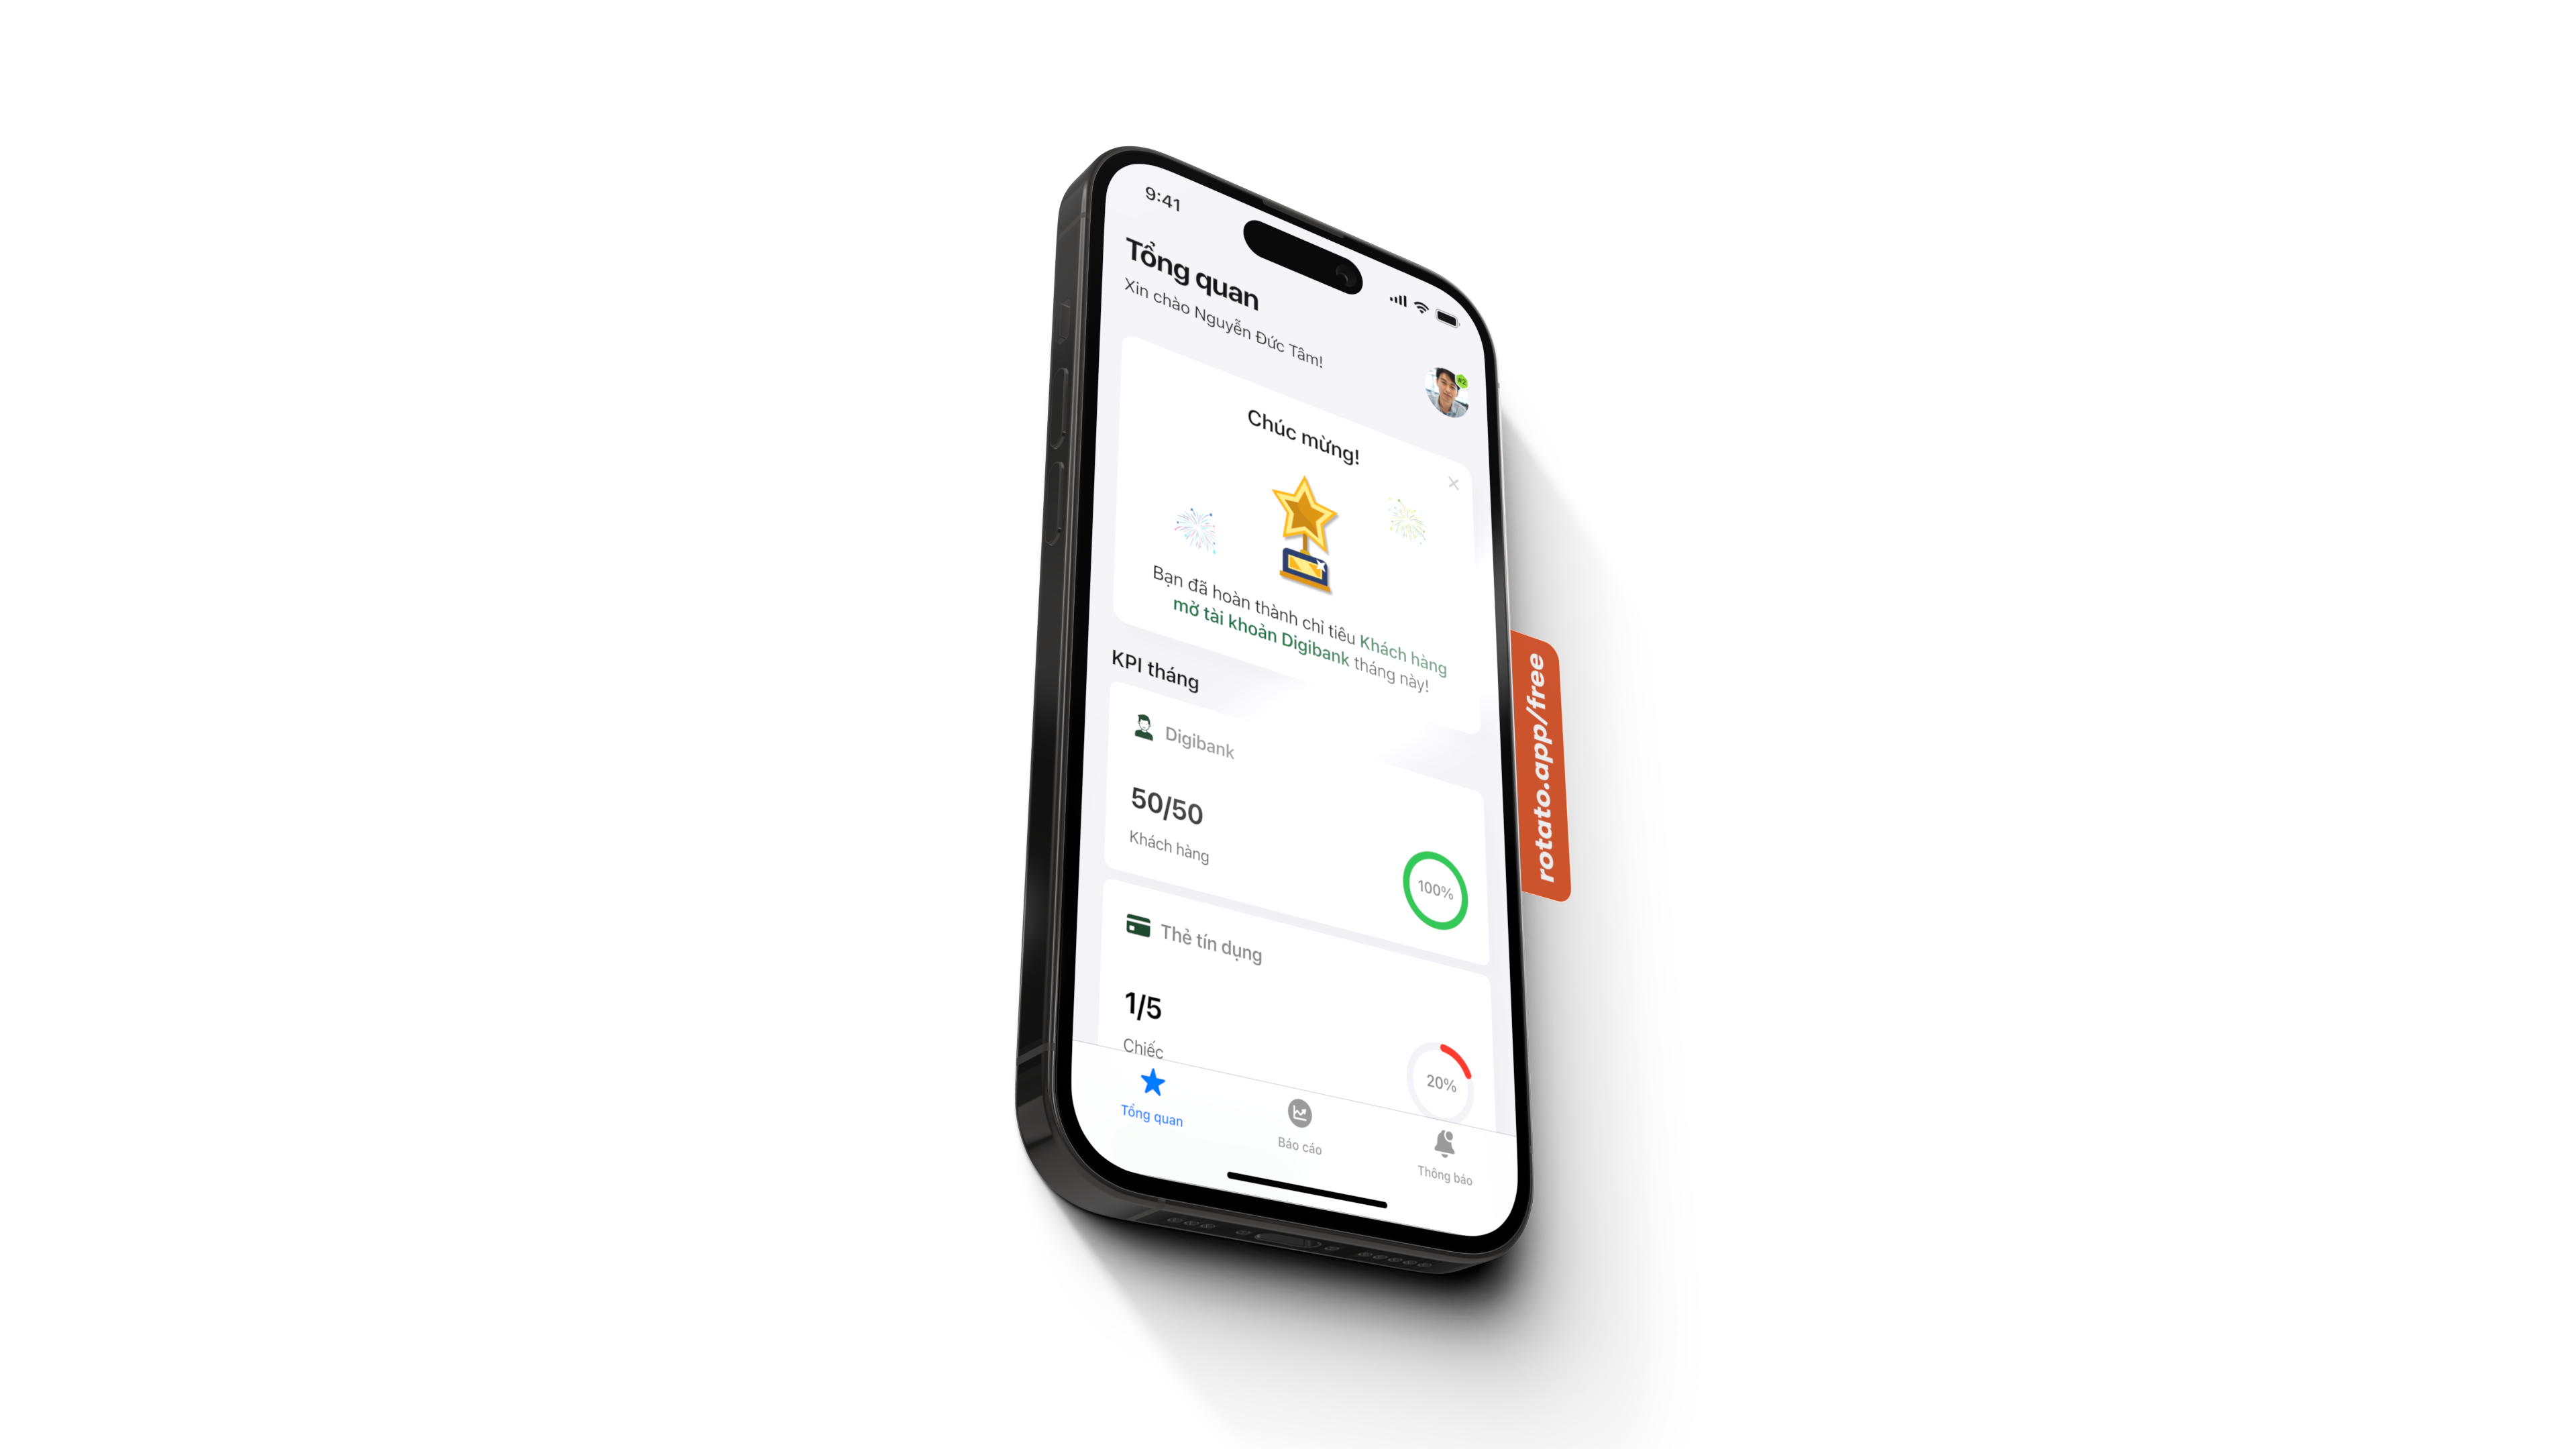 9:41
Tổng quan
Xin chào Nguyễn Đức Tâm!
#2
Chúc mừng!
Bạn đã hoàn thành chỉ tiêu Khách hàng
mở tài khoản Digibank tháng này!
KPI tháng
Digibank
50/50
Khách hàng
100%
Thẻ tín dụng
1/5
Chiếc
20%
Tổng quan
Báo cáo
Thông báo
rotato.app/free